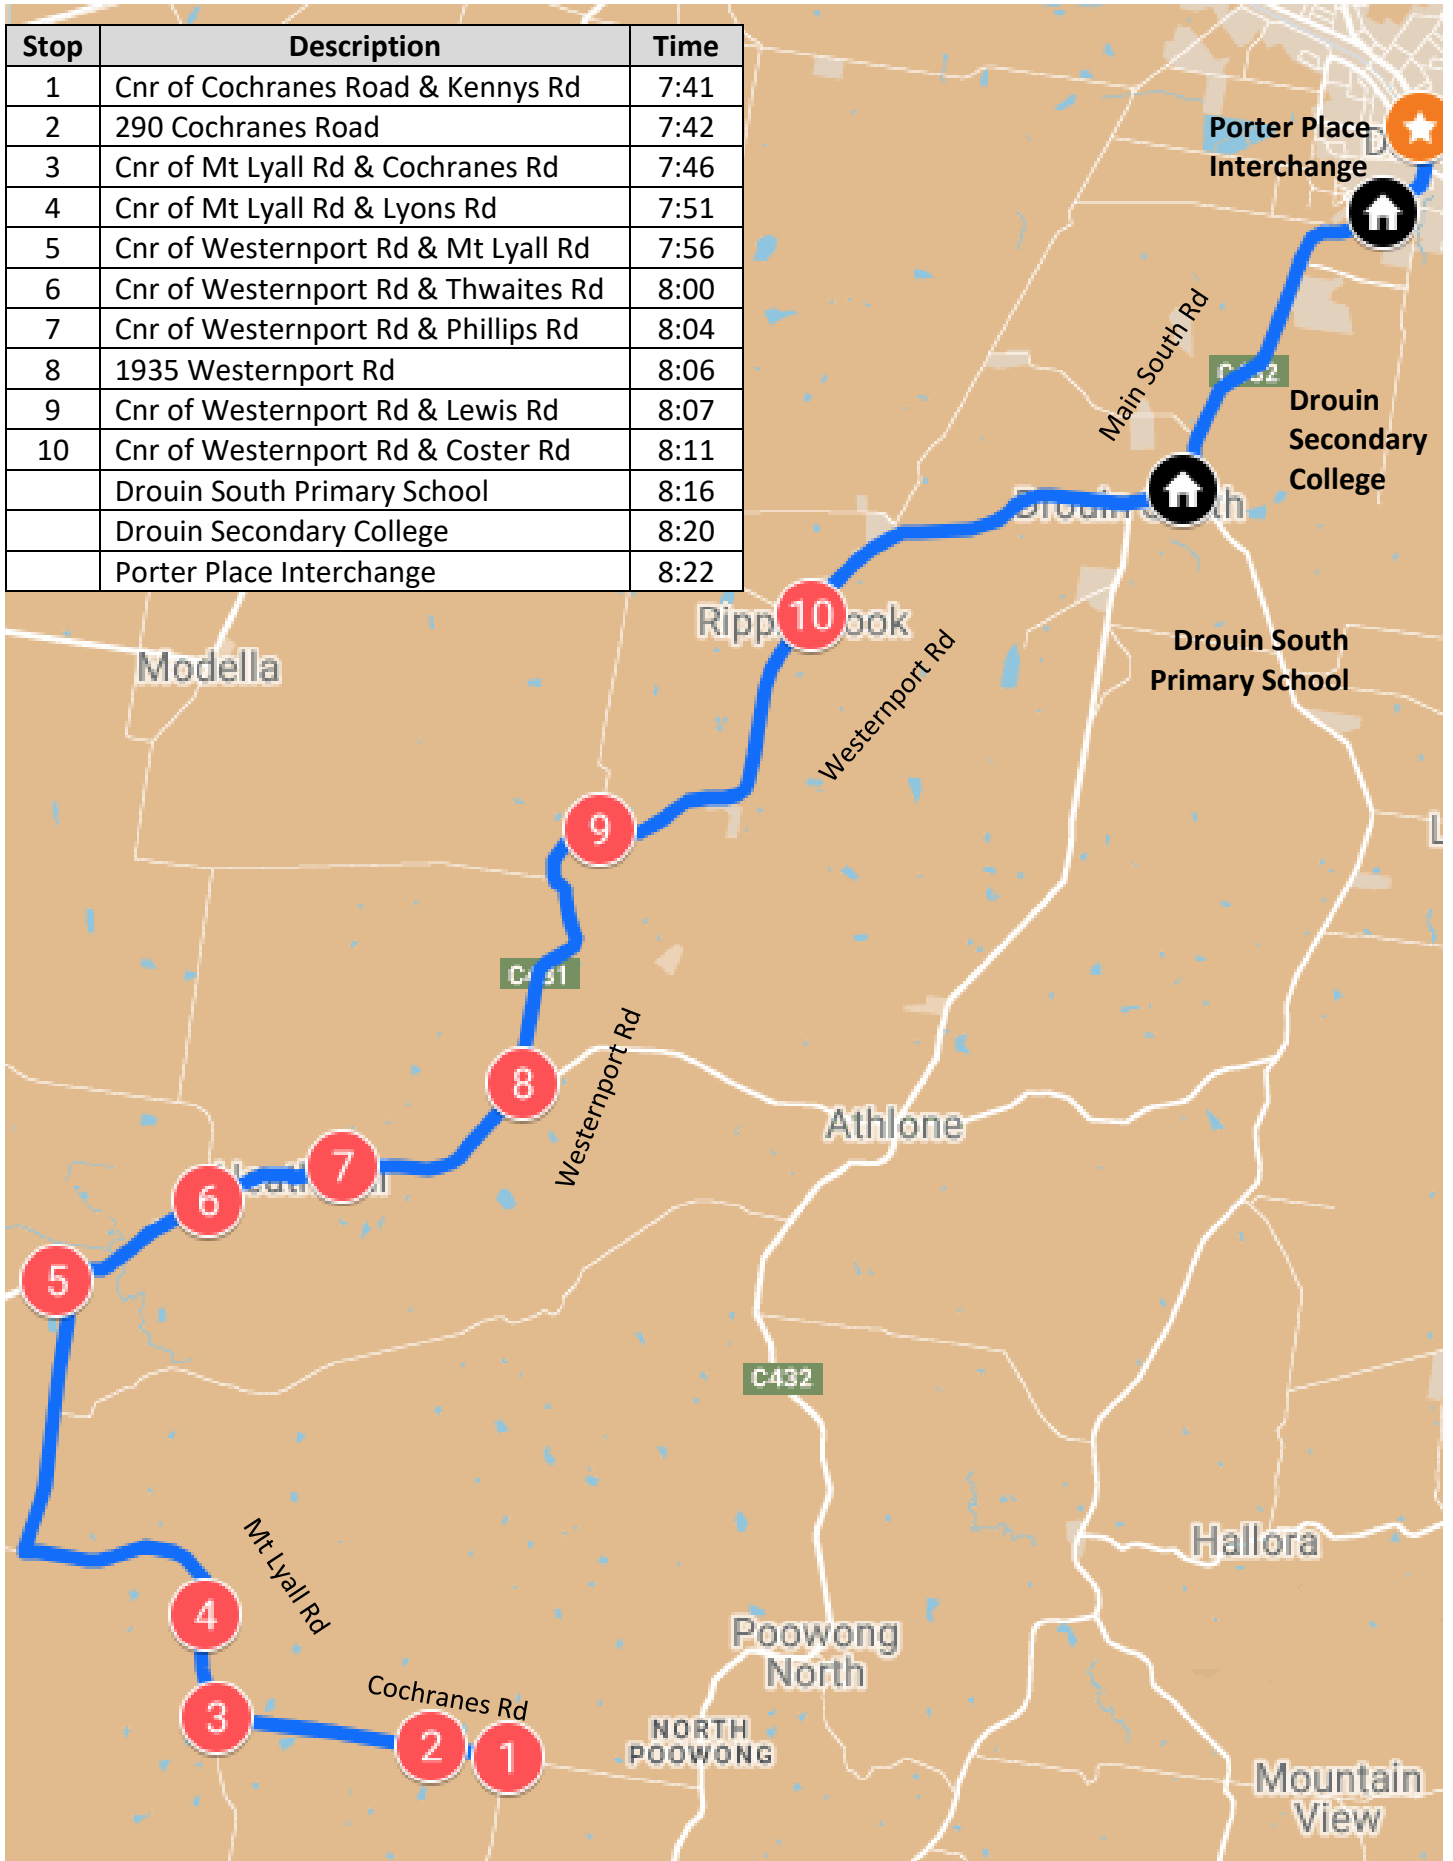 Stop Description Time
1 Cnr of Cochranes Road & Kennys Rd 7:41
2 290 Cochranes Road 7:42
3 Cnr of Mt Lyall Rd & Cochranes Rd 7:46
4 Cnr of Mt Lyall Rd & Lyons Rd 7:51
5 Cnr of Westernport Rd & Mt Lyall Rd 7:56
6 Cnr of Westernport Rd & Thwaites Rd 8:00
7 Cnr of Westernport Rd & Phillips Rd 8:04
8 1935 Westernport Rd 8:06
9 Cnr of Westernport Rd & Lewis Rd 8:07
10 Cnr of Westernport Rd & Coster Rd 8:11
Drouin South Primary School 8:16
Drouin Secondary College 8:20
Porter Place Interchange 8:22
Porter Place
Interchange
Main South Rd
Drouin
Secondary
College
10
Modella
Westernport Rd
Drouin South
Primary School
9
8
Westernport Rd
Athlone
7
6
5
C432
Mt Lyall Rd
Hallora
4
Poowong
North
Cochranes Rd
3
2
1
NORTH
POOWONG
Mountain
View